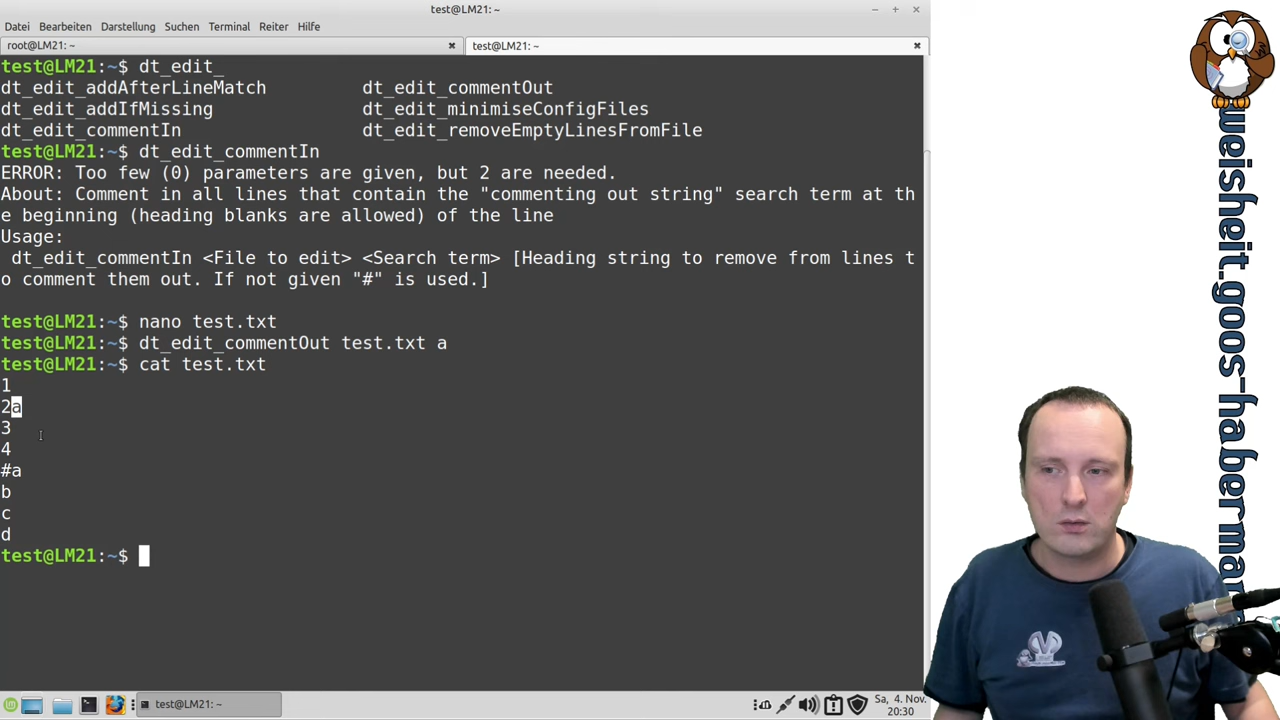 test@LM21: ~
Datei Bearbeiten Darstellung Suchen Terminal Reiter Hilfe
root@LM21: ~
test@LM21: ~
test@LM21:~$ dt_edit_
dt_edit_addAfterLineMatch dt_edit_commentOut
dt_edit_addIfMissing dt_edit_minimiseConfigFiles
dt_edit_commentIn dt_edit_removeEmptyLinesFromFile
test@LM21:~$ dt_edit_commentIn
ERROR: Too few (0) parameters are given, but 2 are needed.
About: Comment in all lines that contain the "commenting out string" search term at th
e beginning (heading blanks are allowed) of the line
Usage:
dt_edit_commentIn <File to edit> <Search term> [Heading string to remove from lines t
o comment them out. If not given "#" is used.]
test@LM21:~$ nano test.txt
test@LM21:~$ dt_edit_commentOut test.txt a
test@LM21:~$ cat test.txt
1
2a
3
4
#a
b
c
d
test@LM21:~$
test@LM21: ~
Sa, 4. Nov.
20:30
weisheit.goos-haberman